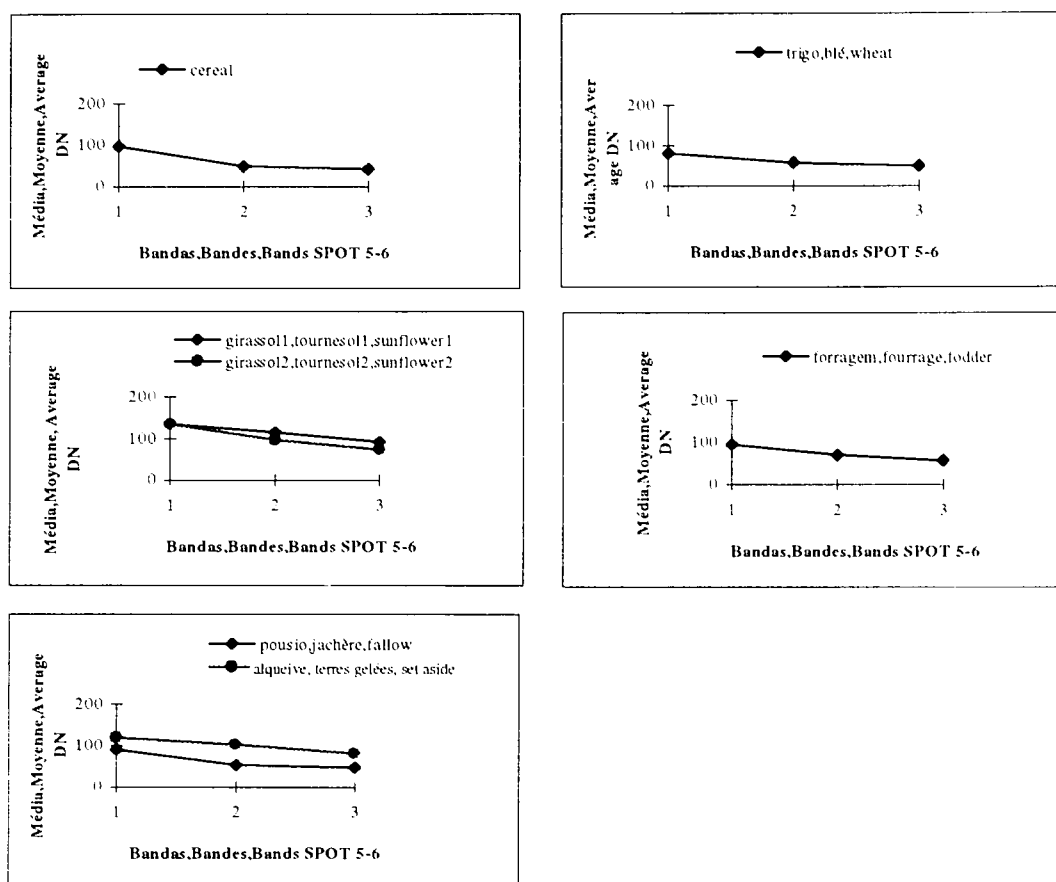 cereal
Média,Moyenne,Average
DN
200
100
0
1 2 3
Bandas,Bandes,Bands SPOT 5-6
trigo,blé,wheat
Média,Moyenne,Aver
age DN
200
100
0
1 2 3
Bandas,Bandes,Bands SPOT 5-6
girassol1,tournesol1,sunflower1
girassol2,tournesol2,sunflower2
Média,Moyenne, Average
DN
200
100
0
1 2 3
Bandas,Bandes,Bands SPOT 5-6
forragem,fourrage,fodder
Média,Moyenne,Average
DN
200
100
0
1 2 3
Bandas,Bandes,Bands SPOT 5-6
pousio,jachère,fallow
alqueive, terres gelées, set aside
Média,Moyenne,Average
DN
200
100
0
1 2 3
Bandas,Bandes,Bands SPOT 5-6